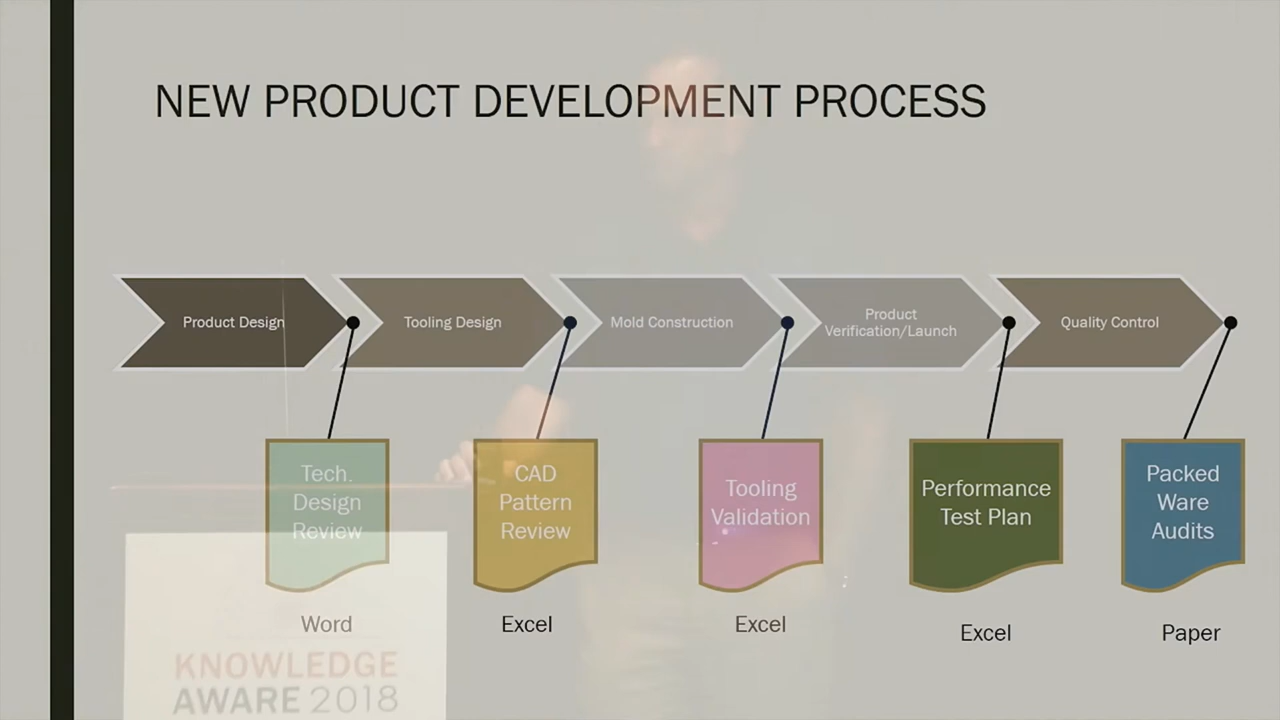 NEW PRODUCT DEVELOPMENT PROCESS
Product Design
Tooling Design
Mold Construction
Product
Verification/Launch
Quality Control
Tech.
Design
Review
CAD
Pattern
Review
Tooling
Validation
Performance
Test Plan
Packed
Ware
Audits
Word
Excel
Excel
Excel
Paper
KNOWLEDGE
AWARE 2018